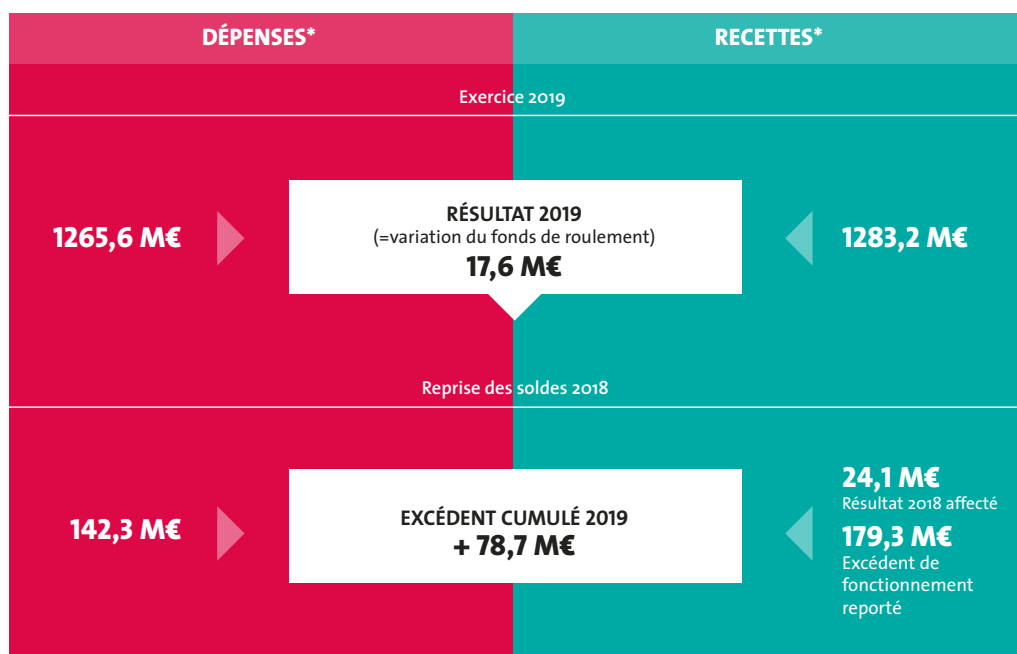 DÉPENSES*
RECETTES*
Exercice 2019
1265,6 M€
RÉSULTAT 2019
(=variation du fonds de roulement)
17,6 M€
1283,2 M€
Reprise des soldes 2018
142,3 M€
EXCÉDENT CUMULÉ 2019
+ 78,7 M€
24,1 M€
Résultat 2018 affecté
179,3 M€
Excédent de
fonctionnement
reporté